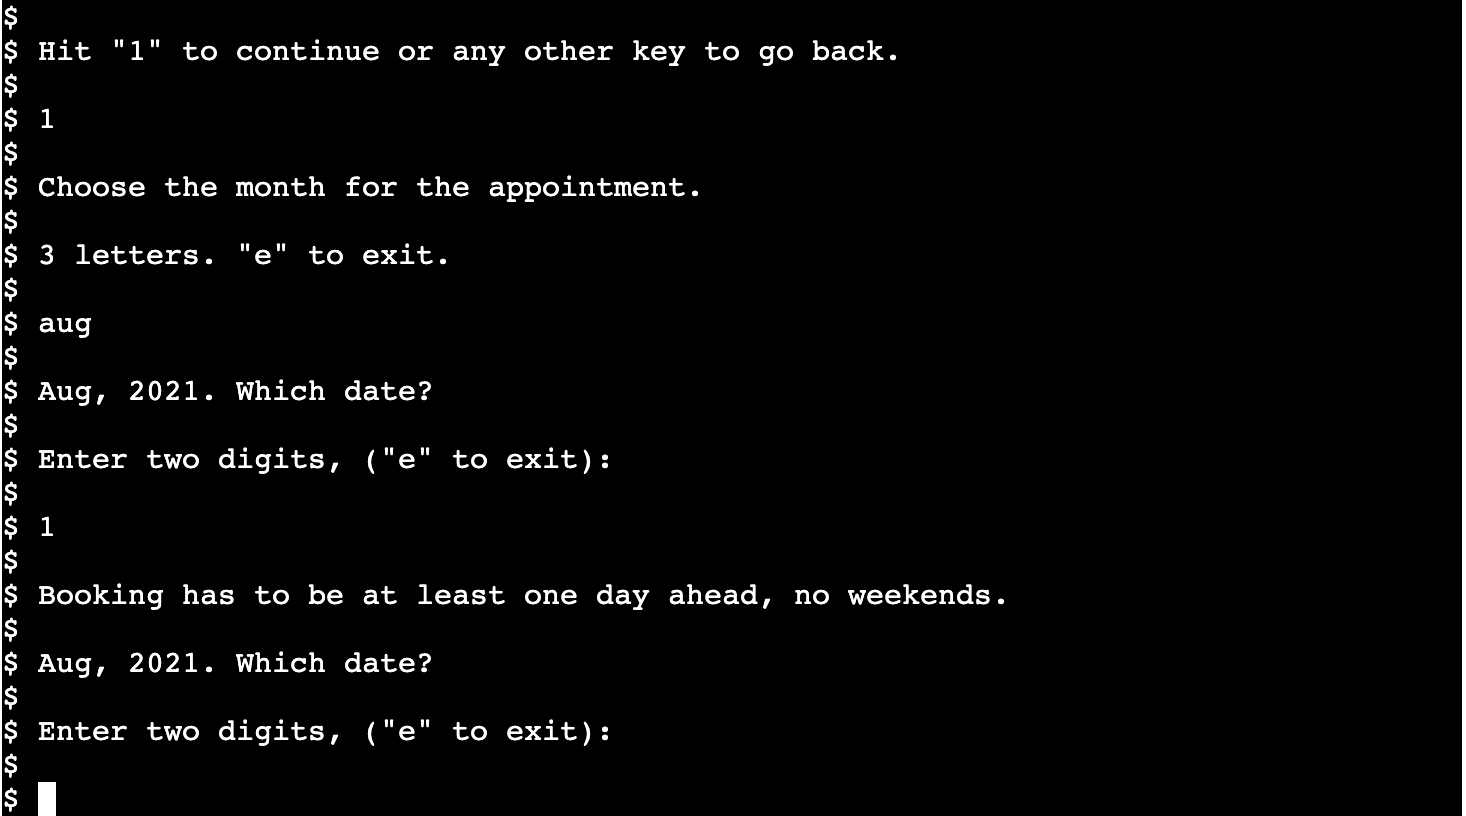 $
$ Hit "1" to continue or any other key to go back.
$
$ 1
$
$ Choose the month for the appointment.
$
$ 3 letters. "e" to exit.
$
$ aug
$
$ Aug, 2021. Which date?
$
$ Enter two digits, ("e" to exit):
$
$ 1
$
$ Booking has to be at least one day ahead, no weekends.
$
$ Aug, 2021. Which date?
$
$ Enter two digits, ("e" to exit):
$
$